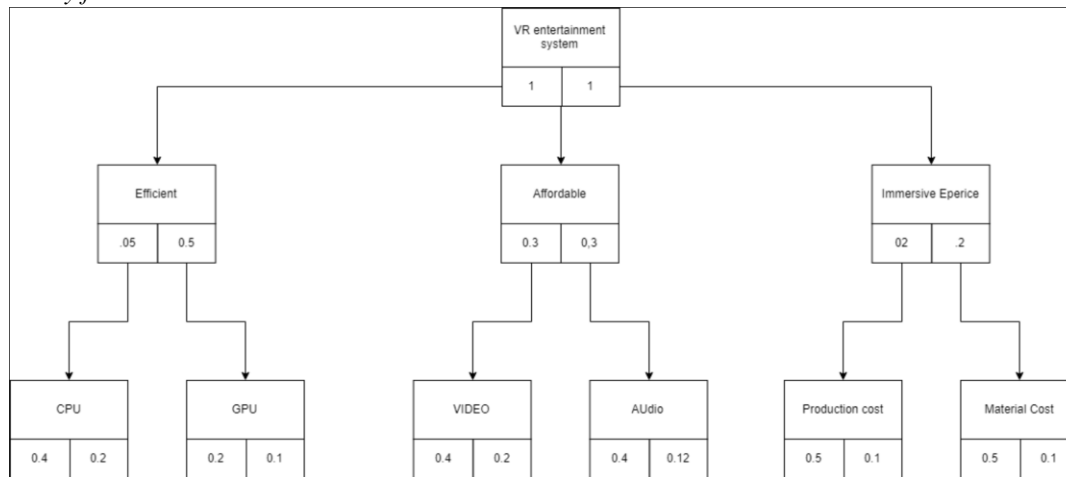 VR entertainment
system
1 1
Efficient
.05 0.5
Affordable
0.3 0,3
Immersive Eperice
02 .2
CPU
0.4 0.2
GPU
0.2 0.1
VIDEO
0.4 0.2
AUdio
0.4 0.12
Production cost
0.5 0.1
Material Cost
0.5 0.1